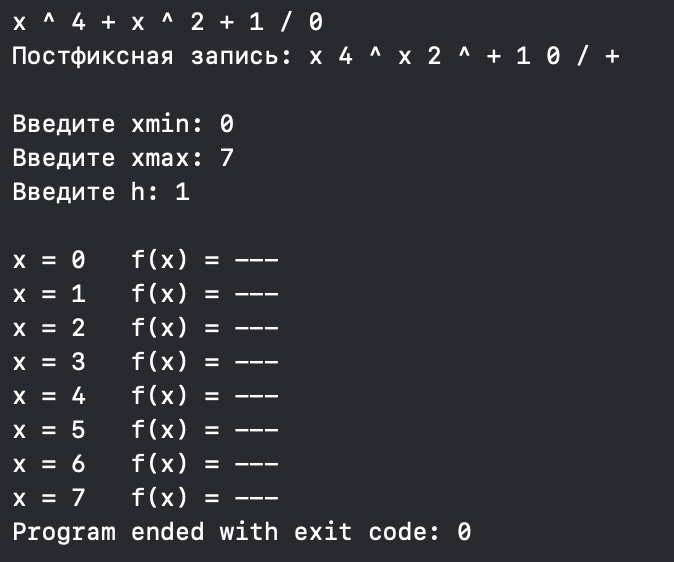 x ^ 4 + x ^ 2 + 1 / 0
Постфиксная запись: x 4 ^ x 2 ^ + 1 0 / +
Введите xmin: 0
Введите xmax: 7
Введите h: 1
x = 0   f(x) = ---
x = 1   f(x) = ---
x = 2   f(x) = ---
x = 3   f(x) = ---
x = 4   f(x) = ---
x = 5   f(x) = ---
x = 6   f(x) = ---
x = 7   f(x) = ---
Program ended with exit code: 0